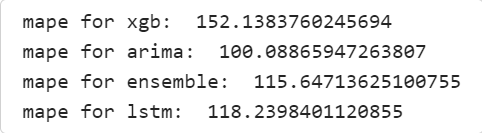 mape for xgb:  152.1383760245694
mape for arima:  100.08865947263807
mape for ensemble:  115.64713625100755
mape for lstm:  118.2398401120855